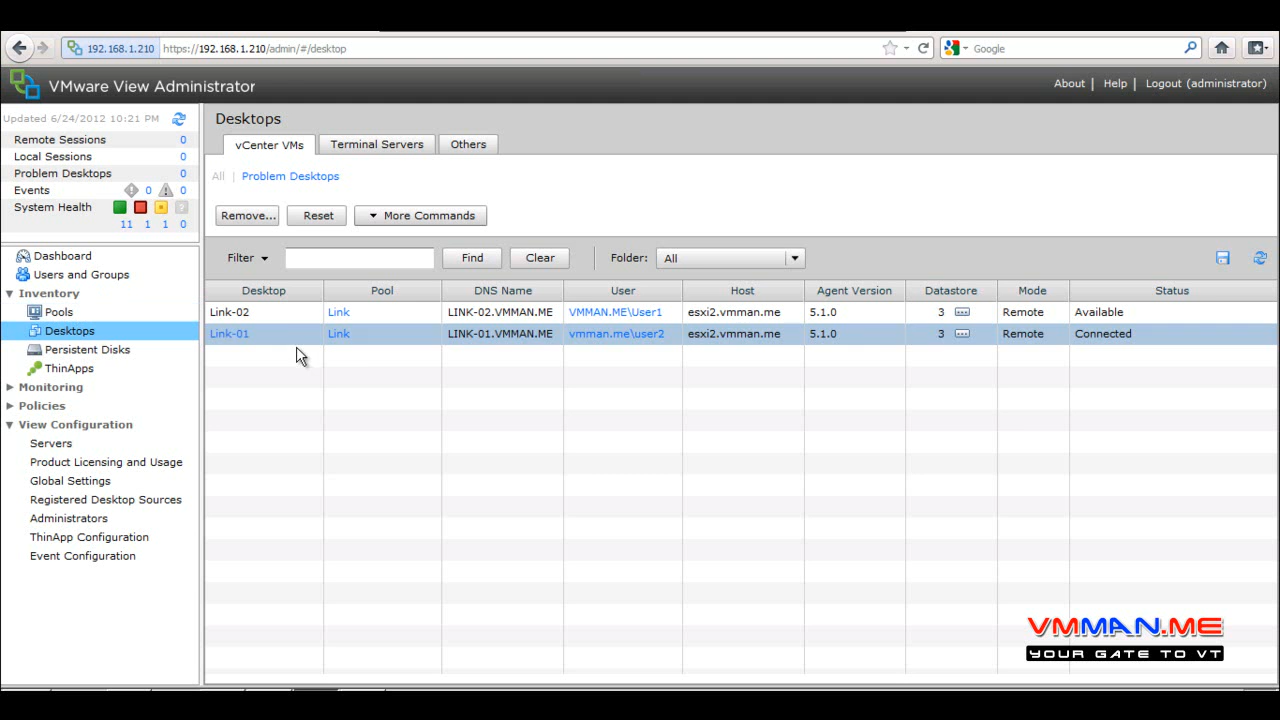 192.168.1.210 https://192.168.1.210/admin/#/desktop Google
VMware View Administrator About | Help | Logout (administrator)
Updated 6/24/2012 10:21 PM
Remote Sessions 0
Local Sessions 0
Problem Desktops 0
Events 0 0
System Health
11 1 1 0
Dashboard
Users and Groups
Inventory
Pools
Desktops
Persistent Disks
ThinApps
Monitoring
Policies
View Configuration
Servers
Product Licensing and Usage
Global Settings
Registered Desktop Sources
Administrators
ThinApp Configuration
Event Configuration
Desktops
vCenter VMs Terminal Servers Others
All | Problem Desktops
Remove... Reset More Commands
Filter Find Clear Folder: All
Desktop Pool DNS Name User Host Agent Version Datastore Mode Status
Link-02 Link LINK-02.VMMAN.ME VMMAN.ME\User1 esxi2.vmman.me 5.1.0 3 ... Remote Available
Link-01 Link LINK-01.VMMAN.ME vmman.me\user2 esxi2.vmman.me 5.1.0 3 ... Remote Connected
VMMAN.ME
YOUR GATE TO VT